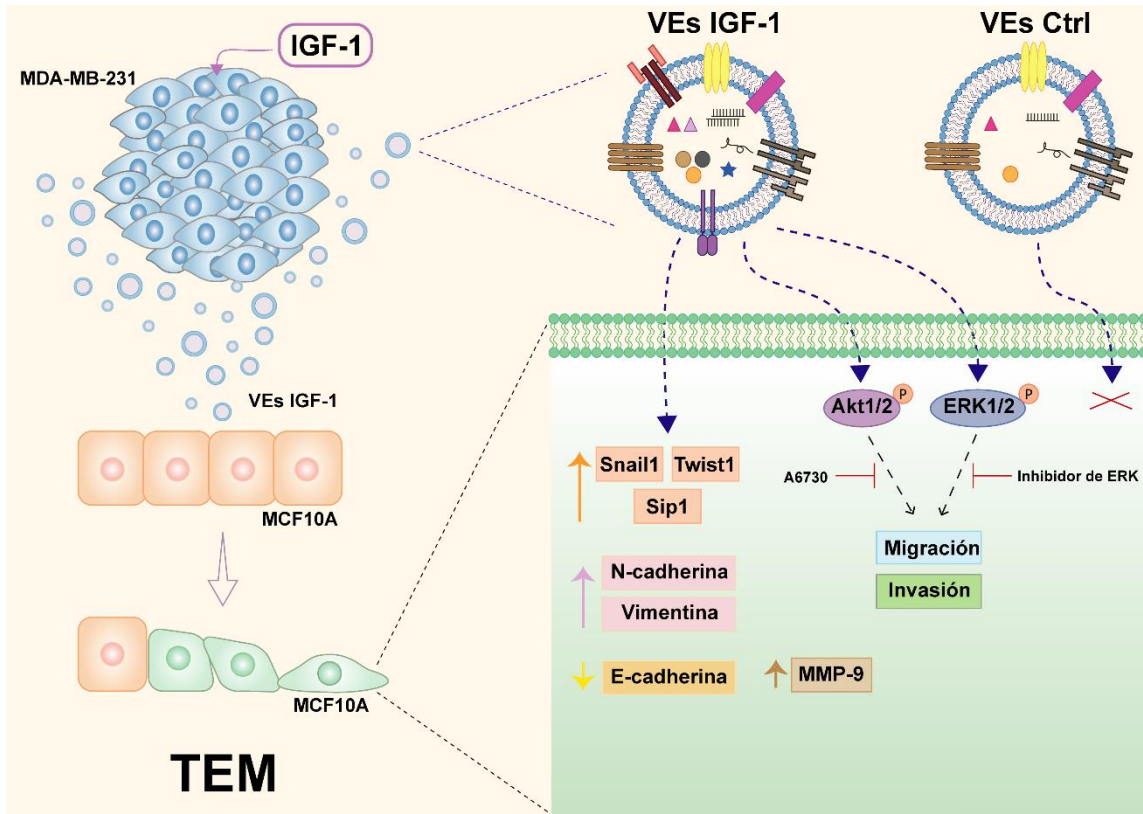 IGF-1
MDA-MB-231
VEs IGF-1
MCF10A
MCF10A
TEM
VEs IGF-1
VEs Ctrl
Akt1/2
P
ERK1/2
P
Snail1
Twist1
Sip1
A6730
Inhibidor de ERK
Migración
Invasión
N-cadherina
Vimentina
E-cadherina
MMP-9